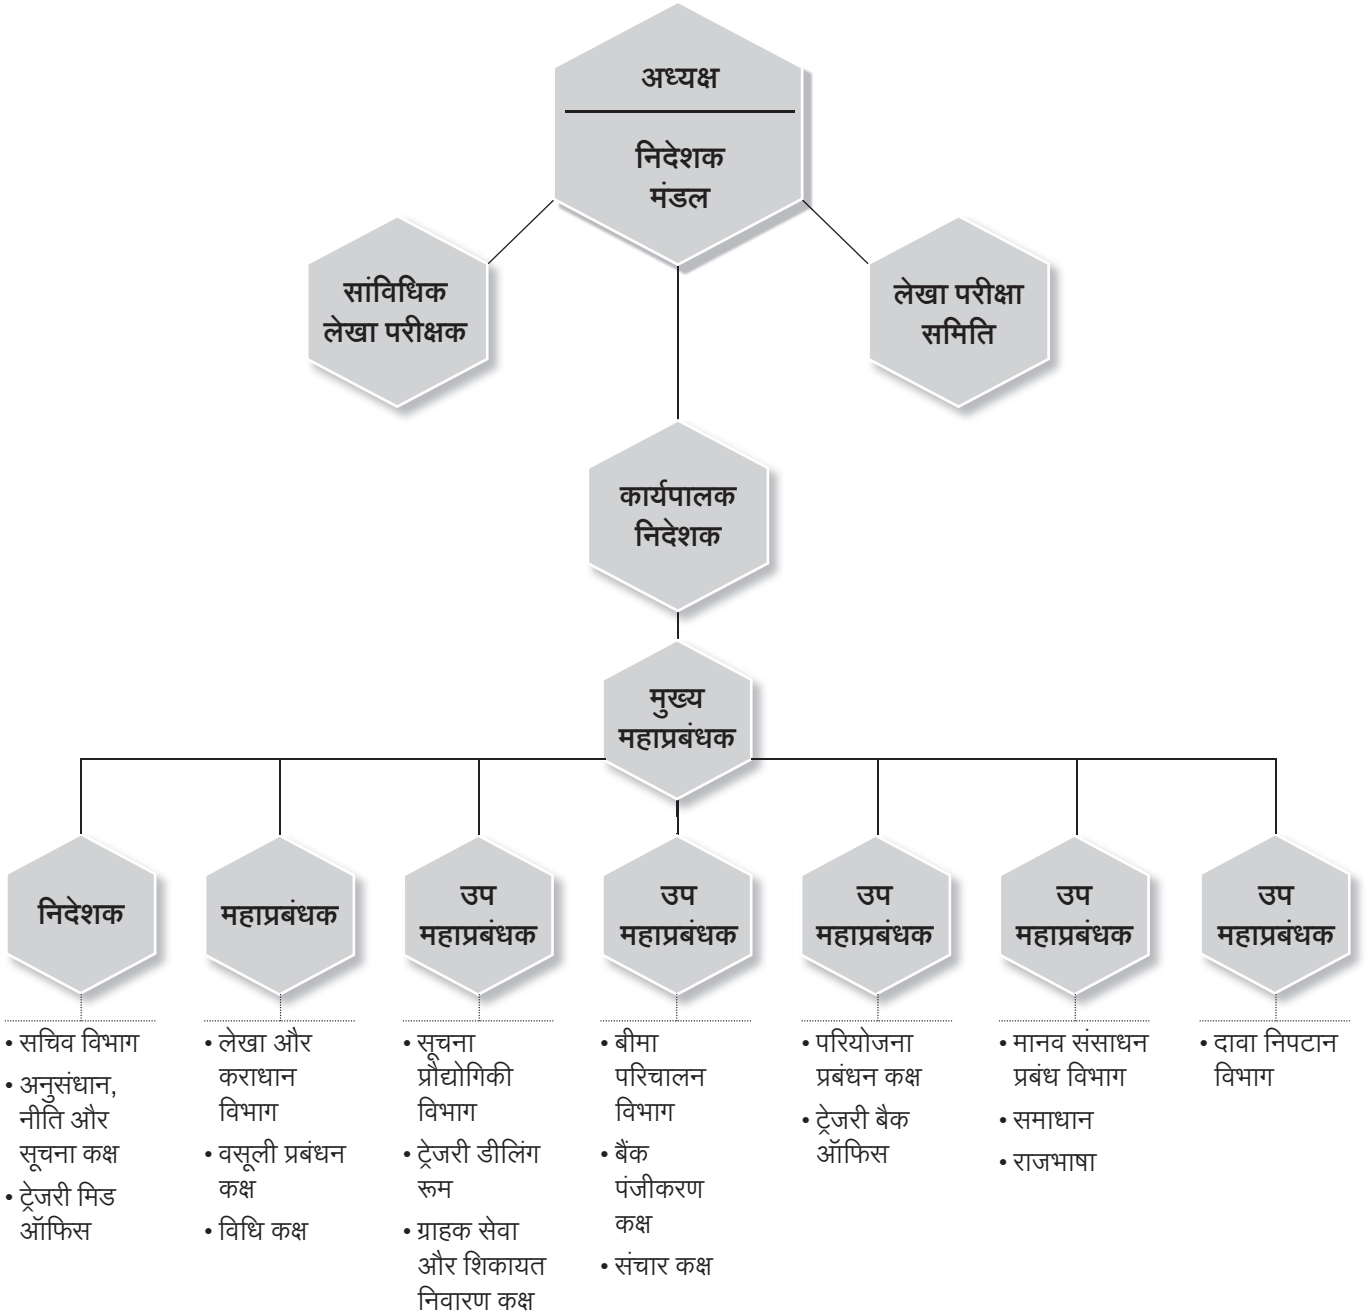 अध्यक्ष
निदेशक
मंडल
सांविधिक
लेखा परीक्षक
लेखा परीक्षा
समिति
कार्यपालक
निदेशक
मुख्य
महाप्रबंधक
निदेशक
महाप्रबंधक
उप
महाप्रबंधक
उप
महाप्रबंधक
उप
महाप्रबंधक
उप
महाप्रबंधक
उप
महाप्रबंधक
• सचिव विभाग
• अनुसंधान,
नीति और
सूचना कक्ष
• ट्रेजरी मिड
ऑफिस
• लेखा और
कराधान
विभाग
• वसूली प्रबंधन
कक्ष
• विधि कक्ष
• सूचना
प्रौद्योगिकी
विभाग
• ट्रेजरी डीलिंग
रूम
• ग्राहक सेवा
और शिकायत
निवारण कक्ष
• बीमा
परिचालन
विभाग
• बैंक
पंजीकरण
कक्ष
• संचार कक्ष
• परियोजना
प्रबंधन कक्ष
• ट्रेजरी बैक
ऑफिस
• मानव संसाधन
प्रबंध विभाग
• समाधान
• राजभाषा
• दावा निपटान
विभाग